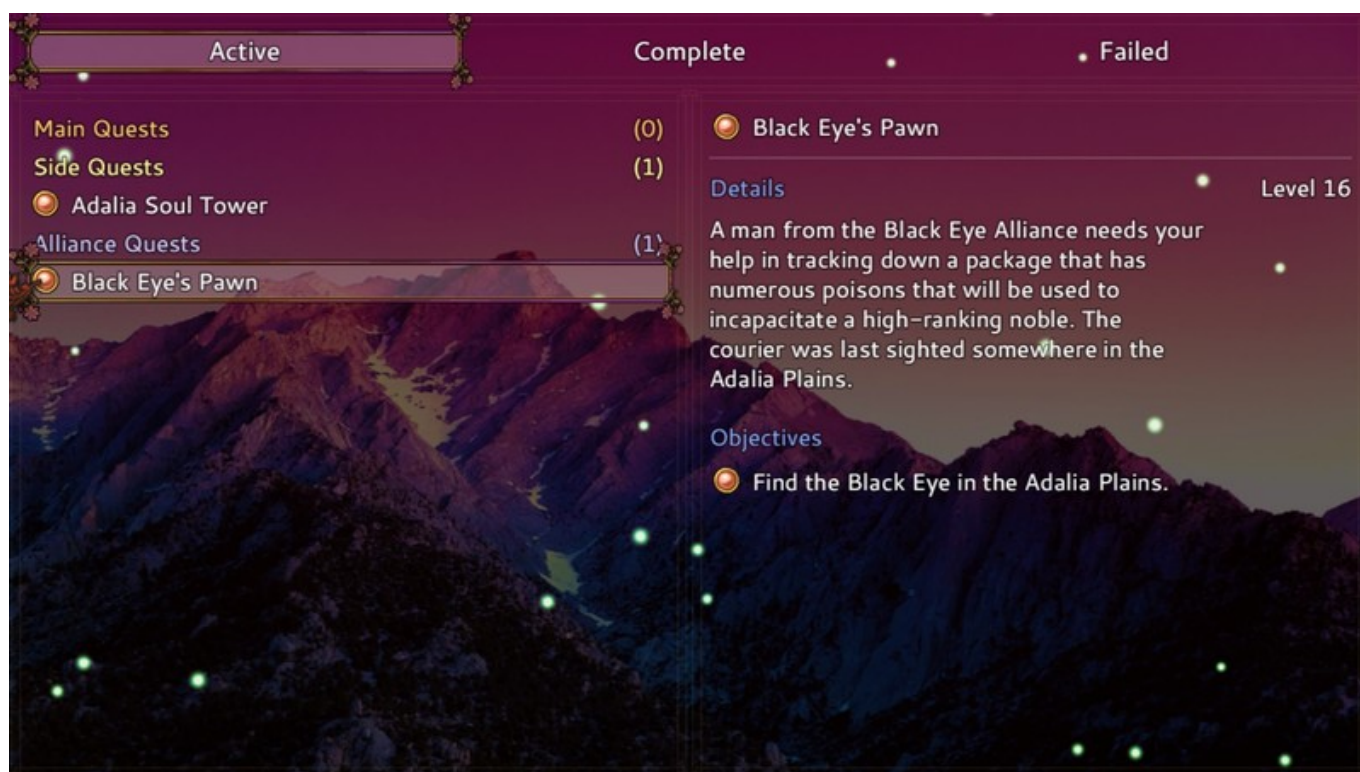 Active
Complete
Failed
Main Quests (0)
Side Quests (1)
Adalia Soul Tower
Alliance Quests (1)
Black Eye's Pawn
Black Eye's Pawn
Details
Level 16
A man from the Black Eye Alliance needs your
help in tracking down a package that has
numerous poisons that will be used to
incapacitate a high-ranking noble. The
courier was last sighted somewhere in the
Adalia Plains.
Objectives
Find the Black Eye in the Adalia Plains.